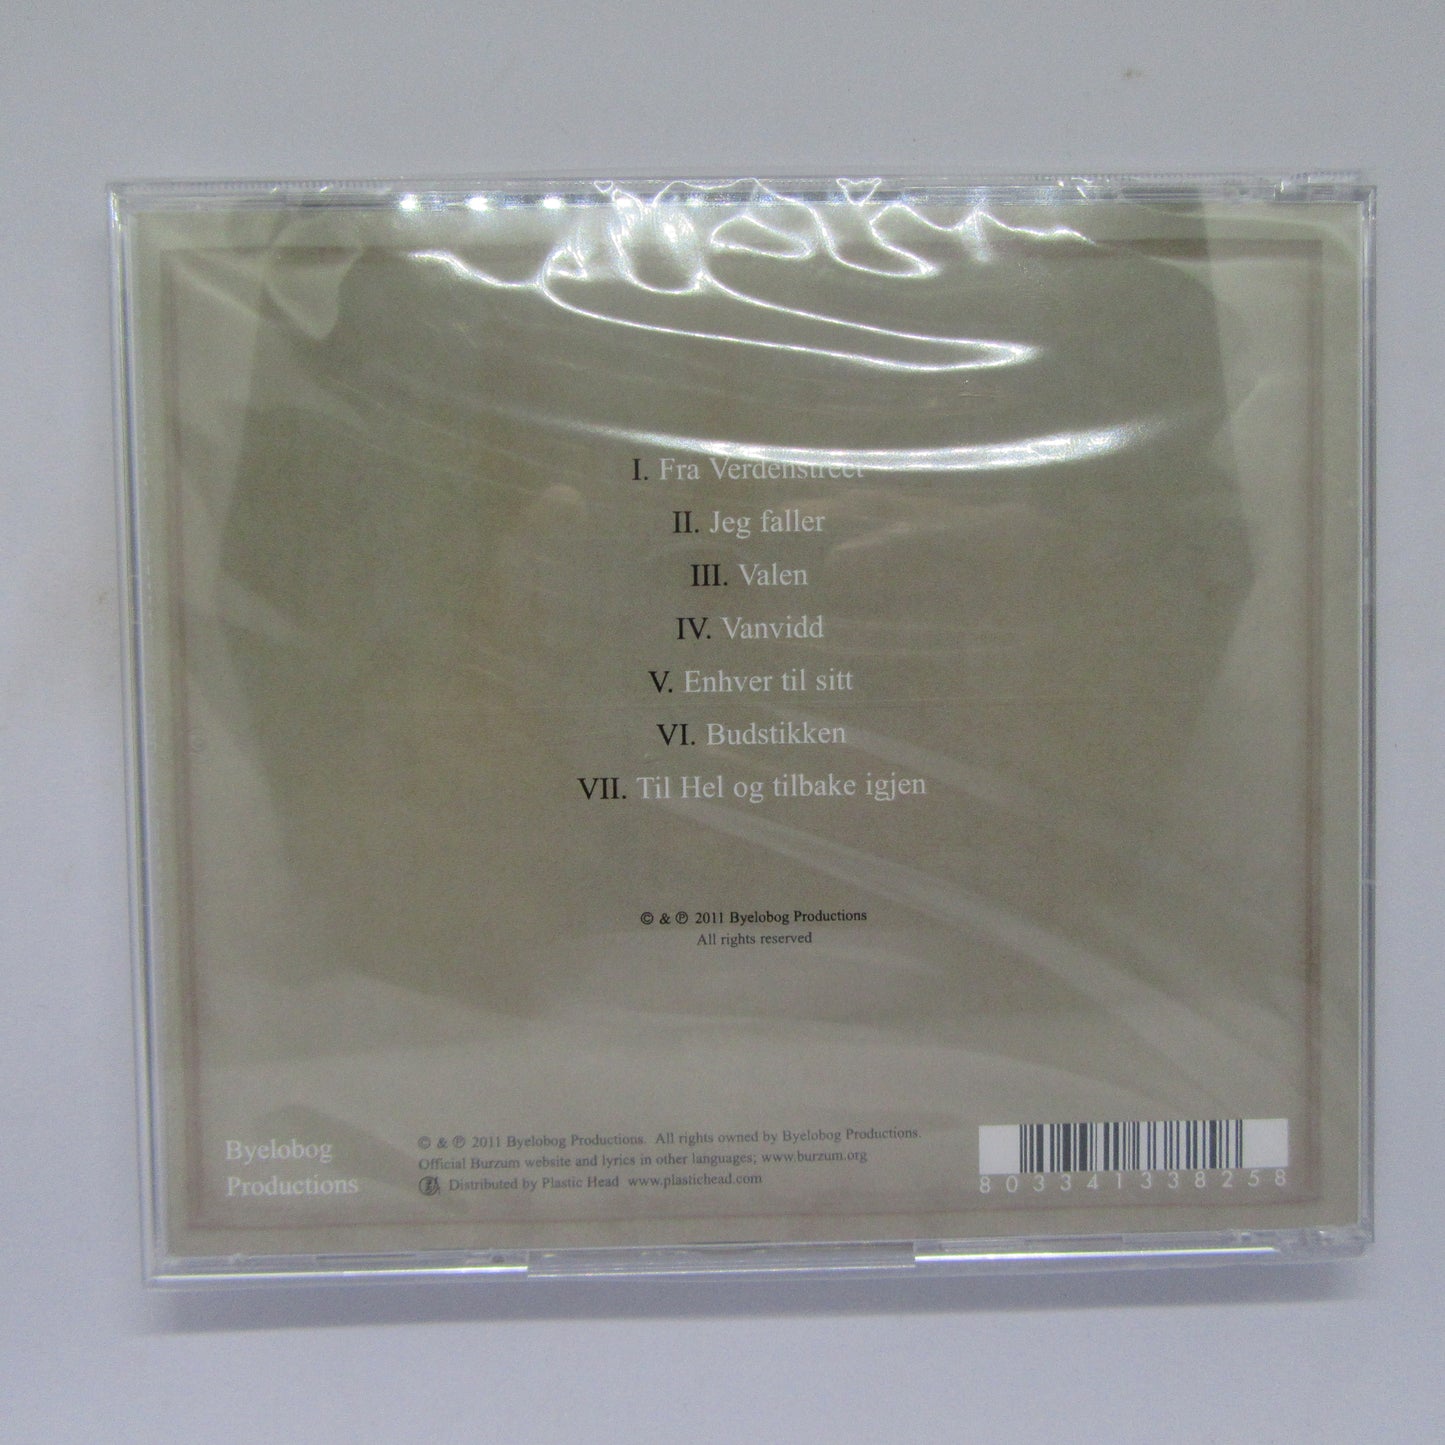 I. Fra Verdenstreet
II. Jeg faller
III. Valen
IV. Vanvidd
V. Enhver til sitt
VI. Budstikken
VII. Til Hel og tilbake igjen
© & ℗ 2011 Byelobog Productions
All rights reserved
Byelobog
Productions
© & ℗ 2011 Byelobog Productions. All rights owned by Byelobog Productions.
Official Burzum website and lyrics in other languages; www.burzum.org
Distributed by Plastic Head www.plastichead.com
803341338258